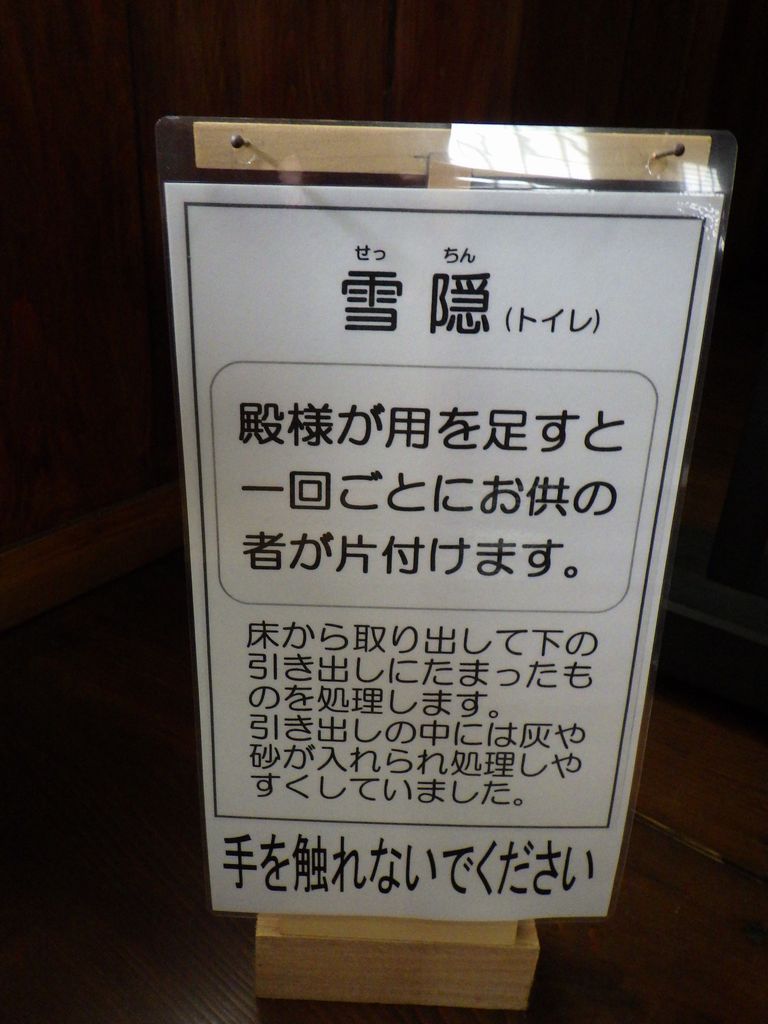 せっちん
雪隠(トイレ)
殿様が用を足すと
一回ごとにお供の
者が片付けます。
床から取り出して下の
引き出しにたまったも
のを処理します。
引き出しの中には灰や
砂が入れられ処理しや
すくしていました。
手を触れないでください